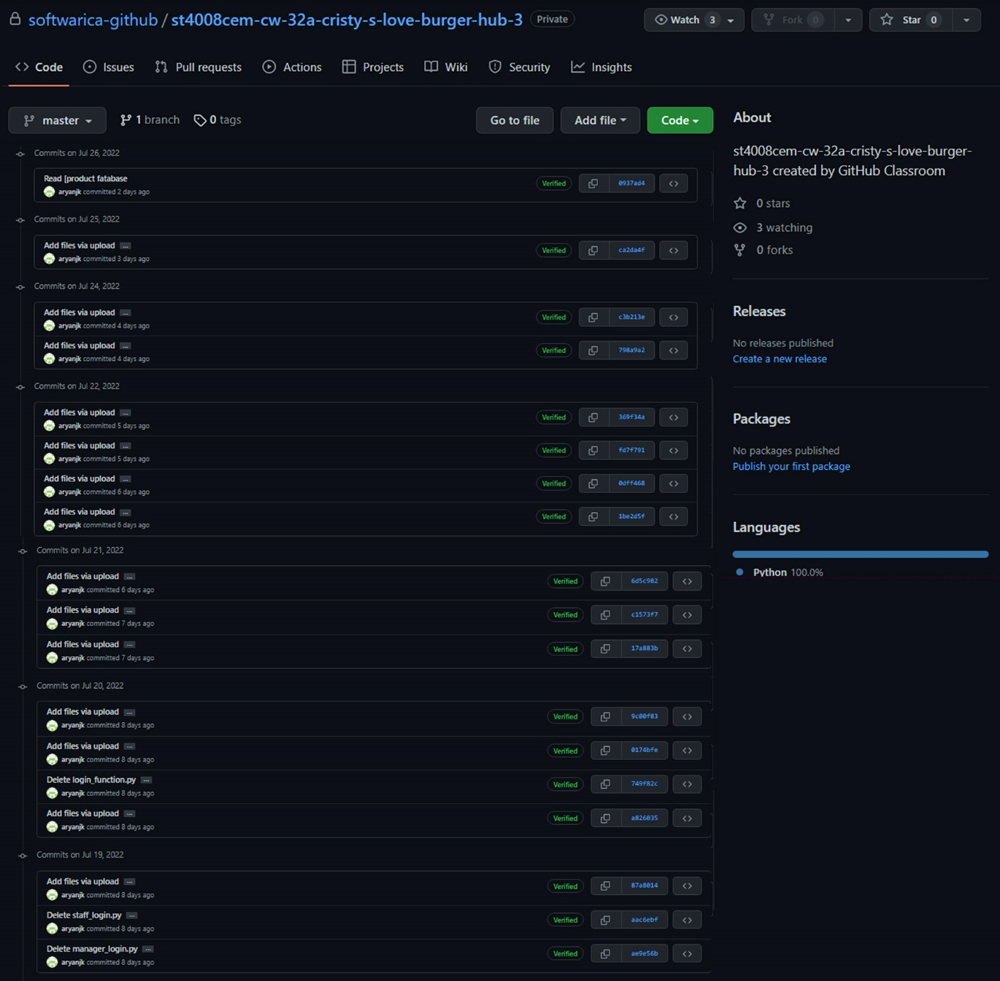 softwarica-github / st4008cem-cw-32a-cristy-s-love-burger-hub-3 Private
Watch 3 Fork 0 Star 0
Code Issues Pull requests Actions Projects Wiki Security Insights
master 1 branch 0 tags Go to file Add file Code
Commits on Jul 26, 2022
Read [product fatabase
aryanjk committed 2 days ago Verified 0937ad4
Commits on Jul 25, 2022
Add files via upload ...
aryanjk committed 3 days ago Verified ca2da4f
Commits on Jul 24, 2022
Add files via upload ...
aryanjk committed 4 days ago Verified c3b213e
Add files via upload ...
aryanjk committed 4 days ago Verified 798a9a2
Commits on Jul 22, 2022
Add files via upload ...
aryanjk committed 5 days ago Verified 369f34a
Add files via upload ...
aryanjk committed 5 days ago Verified fd7f791
Add files via upload ...
aryanjk committed 6 days ago Verified 0dff468
Add files via upload ...
aryanjk committed 6 days ago Verified 1be2d5f
Commits on Jul 21, 2022
Add files via upload ...
aryanjk committed 6 days ago Verified 6d5c982
Add files via upload ...
aryanjk committed 7 days ago Verified c1573f7
Add files via upload ...
aryanjk committed 7 days ago Verified 17a883b
Commits on Jul 20, 2022
Add files via upload ...
aryanjk committed 8 days ago Verified 9c00f83
Add files via upload ...
aryanjk committed 8 days ago Verified 0174bfe
Delete login_function.py ...
aryanjk committed 8 days ago Verified 749f82c
Add files via upload ...
aryanjk committed 8 days ago Verified a826035
Commits on Jul 19, 2022
Add files via upload ...
aryanjk committed 8 days ago Verified 87a8014
Delete staff_login.py ...
aryanjk committed 8 days ago Verified aac6ebf
Delete manager_login.py ...
aryanjk committed 8 days ago Verified ae9e56b
About
st4008cem-cw-32a-cristy-s-love-burger-
hub-3 created by GitHub Classroom
0 stars
3 watching
0 forks
Releases
No releases published
Create a new release
Packages
No packages published
Publish your first package
Languages
Python 100.0%